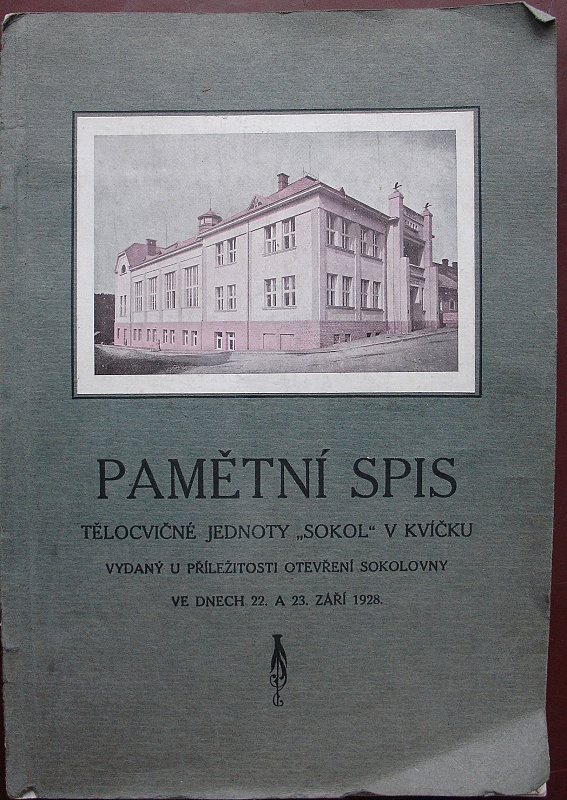 PAMĚTNÍ SPIS
TĚLOCVIČNÉ JEDNOTY „SOKOL“ V KVÍČKU
VYDANÝ U PŘÍLEŽITOSTI OTEVŘENÍ SOKOLOVNY
VE DNECH 22. A 23. ZÁŘÍ 1928.